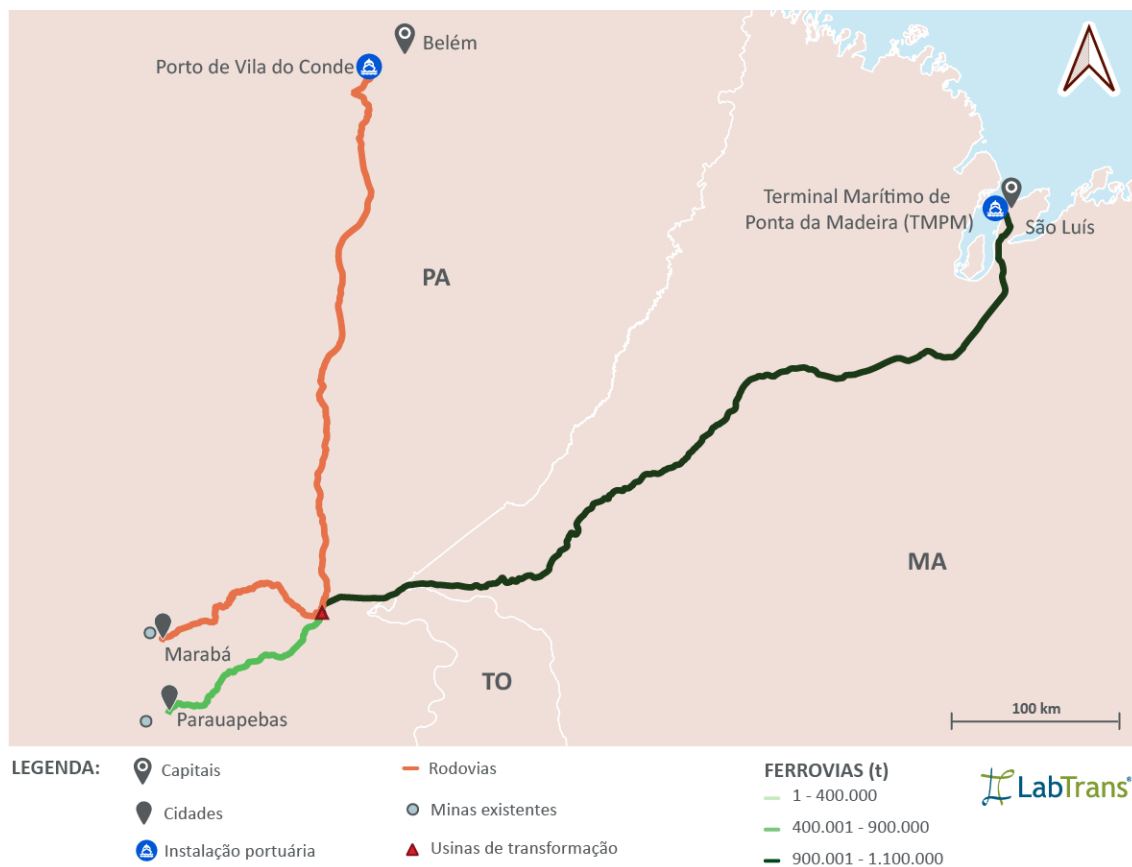 Belém
Porto de Vila do Conde
Terminal Marítimo de
Ponta da Madeira (TMPM)
São Luís
PA
MA
Marabá
TO
Parauapebas
100 km
LEGENDA:
Capitais
Cidades
Instalação portuária
Rodovias
Minas existentes
Usinas de transformação
FERROVIAS (t)
1 - 400.000
400.001 - 900.000
900.001 - 1.100.000
LabTrans®